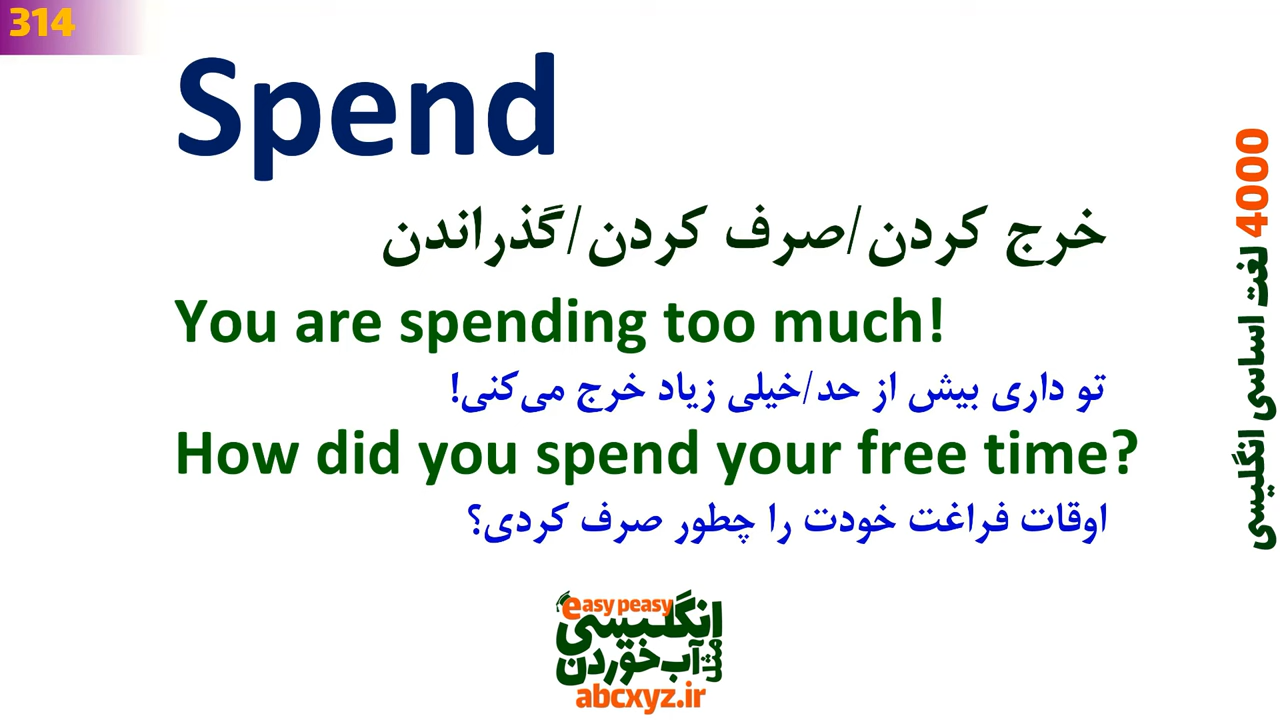 314
Spend
خرج کردن/صرف کردن/گذراندن
You are spending too much!
تو داری بیش از حد/خیلی زیاد خرج می‌کنی!
How did you spend your free time?
اوقات فراغت خودت را چطور صرف کردی؟
4000 لغت اساسی انگلیسی
easy peasy
انگلیسی
مثل آب خوردن
abcxyz.ir